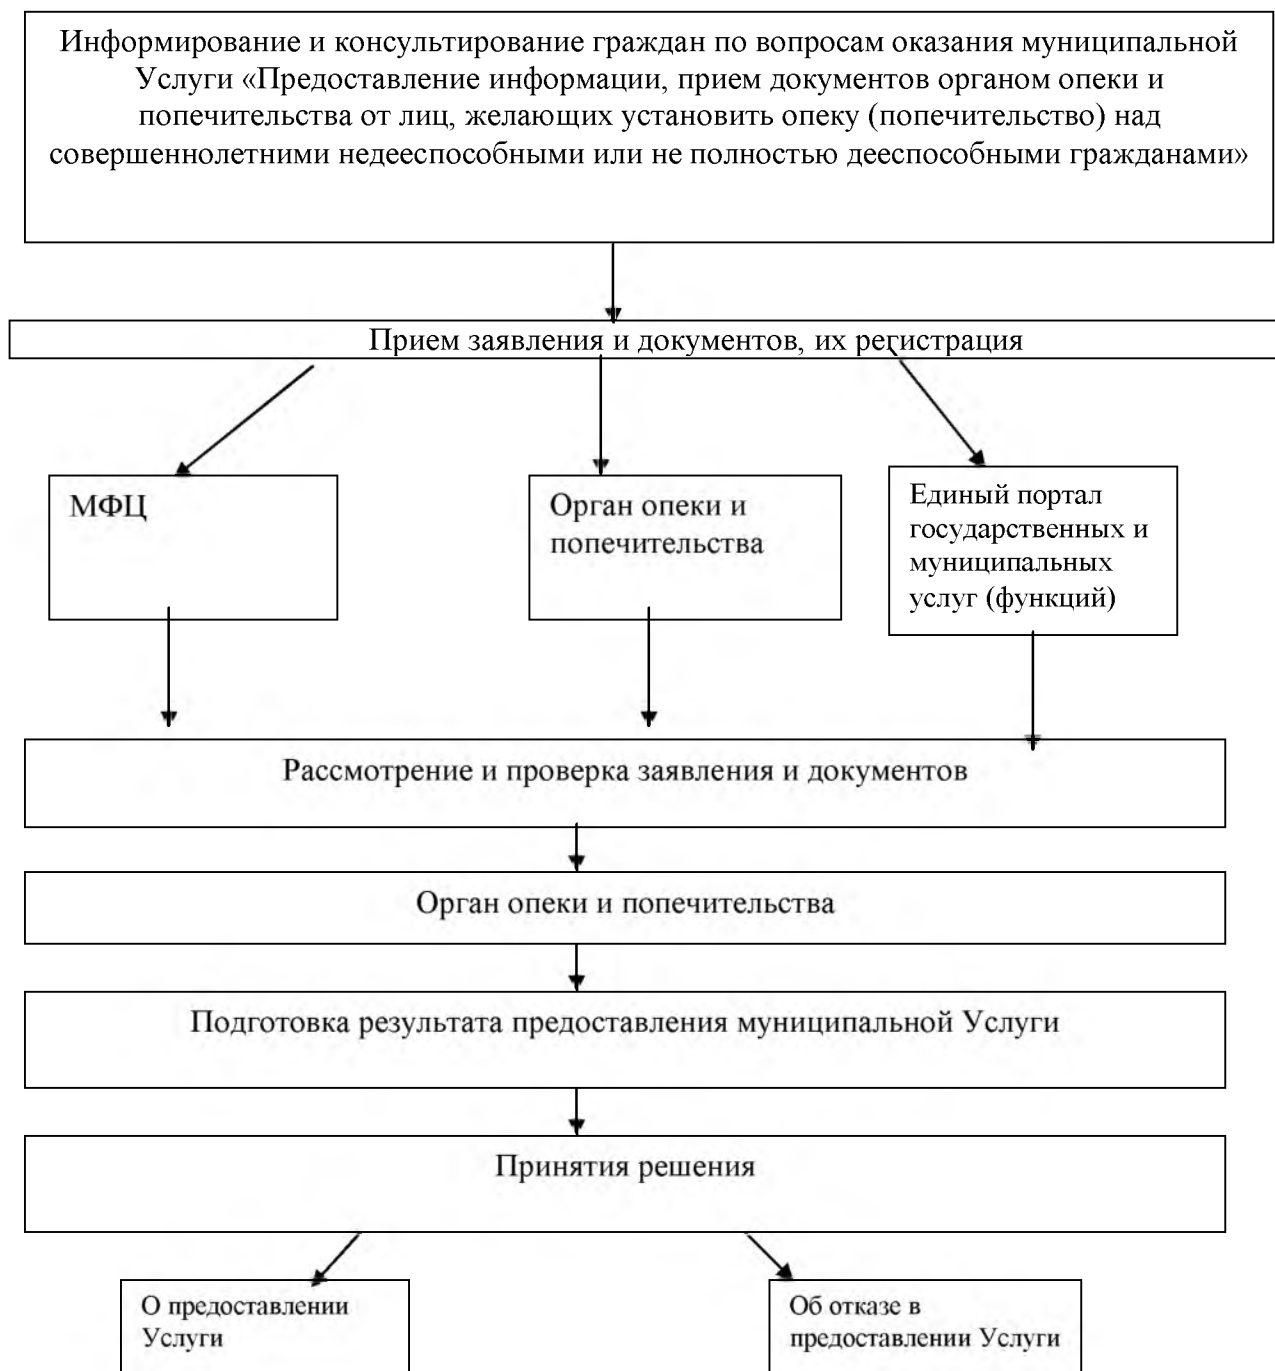 Информирование и консультирование граждан по вопросам оказания муниципальной
Услуги «Предоставление информации, прием документов органом опеки и
попечительства от лиц, желающих установить опеку (попечительство) над
совершеннолетними недееспособными или не полностью дееспособными гражданами»
Прием заявления и документов, их регистрация
МФЦ
Орган опеки и
попечительства
Единый портал
государственных и
муниципальных
услуг (функций)
Рассмотрение и проверка заявления и документов
Орган опеки и попечительства
Подготовка результата предоставления муниципальной Услуги
Принятия решения
О предоставлении
Услуги
Об отказе в
предоставлении Услуги